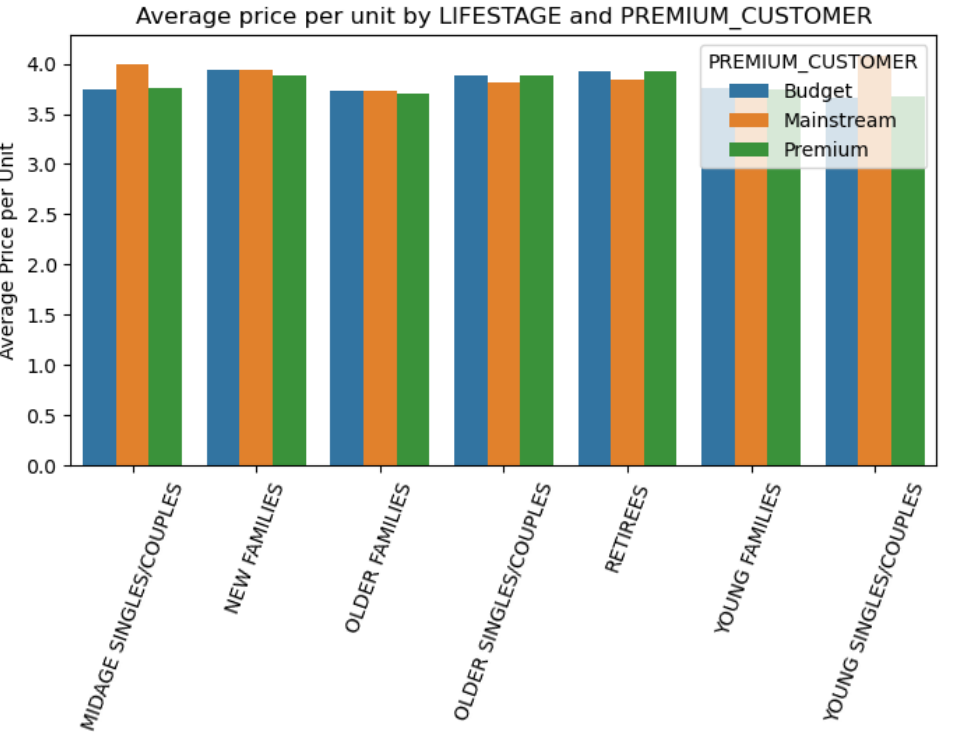 Average price per unit by LIFESTAGE and PREMIUM_CUSTOMER
Average Price per Unit
4.0
3.5
3.0
2.5
2.0
1.5
1.0
0.5
0.0
PREMIUM_CUSTOMER
Budget
Mainstream
Premium
MIDAGE SINGLES/COUPLES
NEW FAMILIES
OLDER FAMILIES
OLDER SINGLES/COUPLES
RETIREES
YOUNG FAMILIES
YOUNG SINGLES/COUPLES